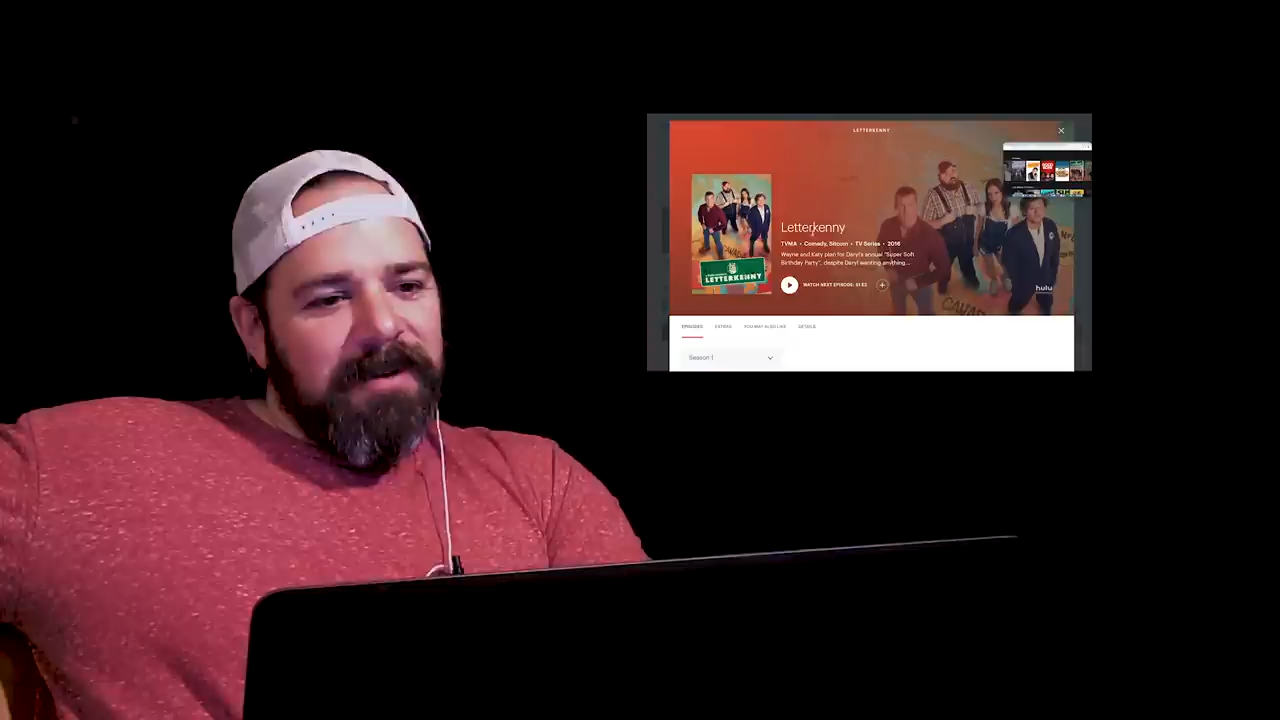 LETTERKENNY
LETTERKENNY
Letterkenny
TVMA • Comedy, Sitcom • TV Series • 2016
Wayne and Katy plan for Daryl's annual "Super Soft
Birthday Party", despite Daryl wanting anything...
WATCH NEXT EPISODE: S1 E2
hulu
EPISODES EXTRAS YOU MAY ALSO LIKE DETAILS
Season 1